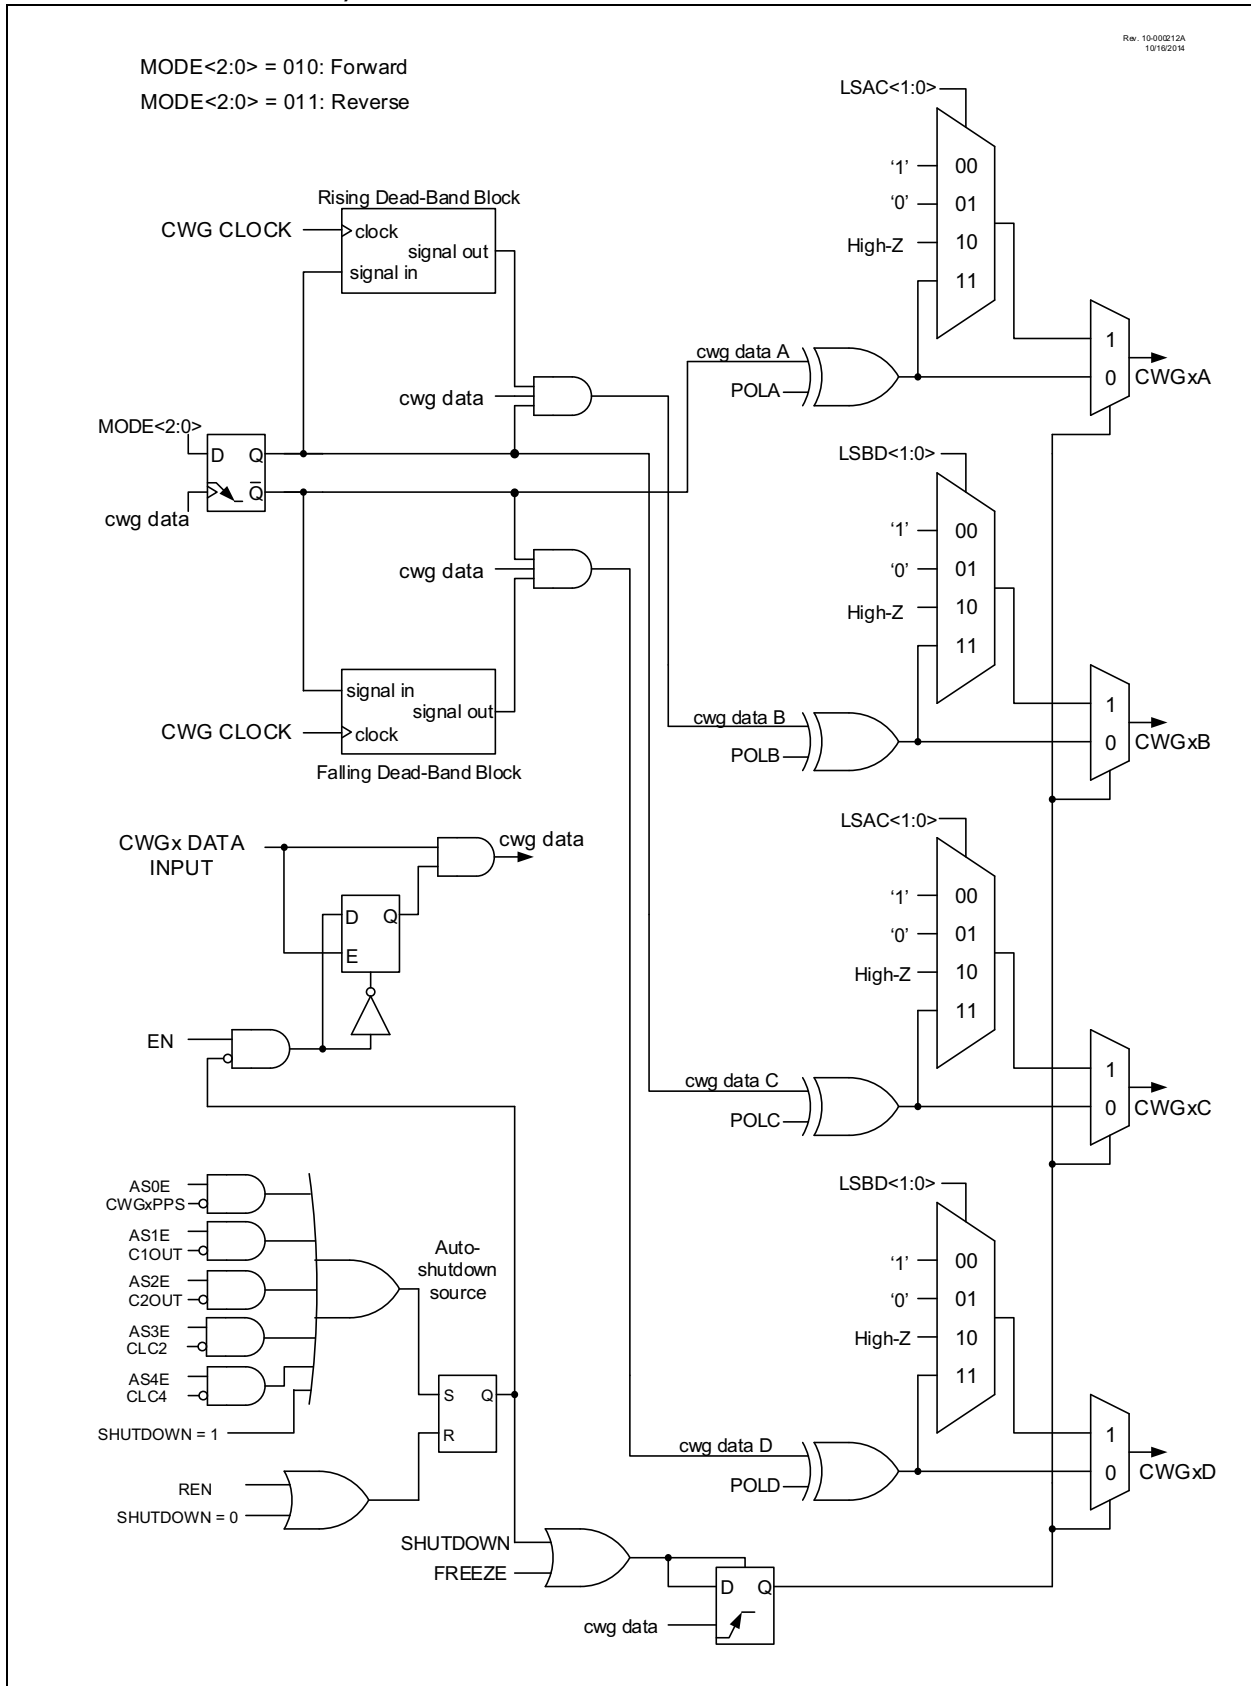 Rev. 10-000212A
10/16/2014
MODE<2:0> = 010: Forward
MODE<2:0> = 011: Reverse
LSAC<1:0>
'1'
00
'0'
01
High-Z
10
11
Rising Dead-Band Block
CWG CLOCK
clock
signal out
signal in
cwg data A
POLA
1
0
CWGxA
cwg data
MODE<2:0>
D
Q
Q
cwg data
LSBD<1:0>
'1'
00
'0'
01
High-Z
10
11
cwg data
signal in
signal out
CWG CLOCK
clock
Falling Dead-Band Block
cwg data B
POLB
1
0
CWGxB
CWGx DATA
INPUT
cwg data
D
Q
E
EN
LSAC<1:0>
'1'
00
'0'
01
High-Z
10
11
cwg data C
POLC
1
0
CWGxC
AS0E
CWGxPPS
AS1E
C1OUT
AS2E
C2OUT
AS3E
CLC2
AS4E
CLC4
SHUTDOWN = 1
Auto-
shutdown
source
S
Q
R
REN
SHUTDOWN = 0
LSBD<1:0>
'1'
00
'0'
01
High-Z
10
11
cwg data D
POLD
1
0
CWGxD
SHUTDOWN
FREEZE
D
Q
cwg data